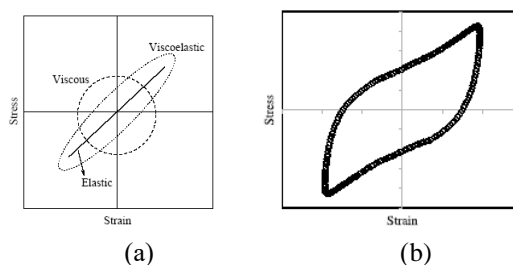 Viscoelastic
Viscous
Stress
Elastic
Strain
(a)
Stress
Strain
(b)